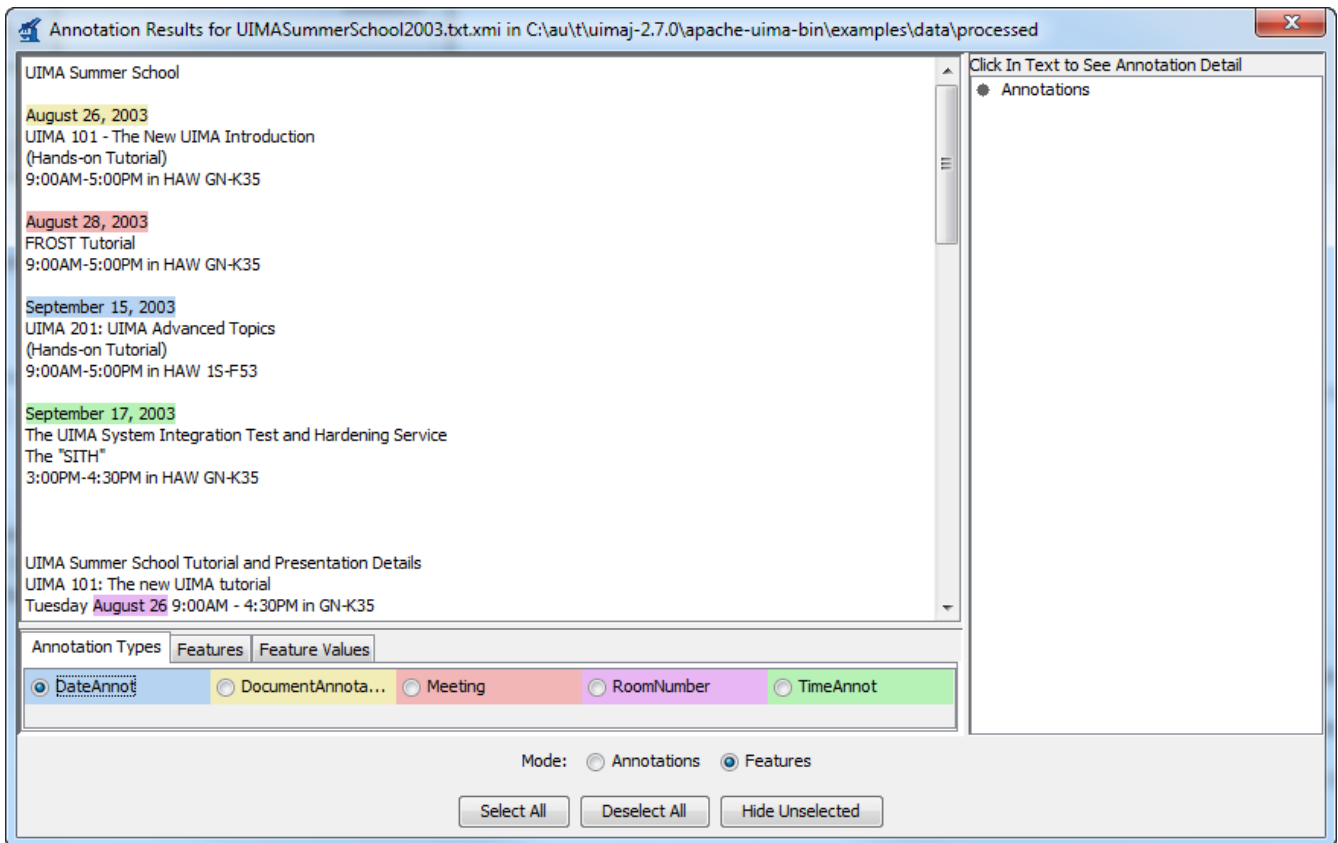 Annotation Results for UIMASummerSchool2003.txt.xmi in C:\au\t\uimaj-2.7.0\apache-uima-bin\examples\data\processed
UIMA Summer School
August 26, 2003
UIMA 101 - The New UIMA Introduction
(Hands-on Tutorial)
9:00AM-5:00PM in HAW GN-K35
August 28, 2003
FROST Tutorial
9:00AM-5:00PM in HAW GN-K35
September 15, 2003
UIMA 201: UIMA Advanced Topics
(Hands-on Tutorial)
9:00AM-5:00PM in HAW 1S-F53
September 17, 2003
The UIMA System Integration Test and Hardening Service
The "SITH"
3:00PM-4:30PM in HAW GN-K35
UIMA Summer School Tutorial and Presentation Details
UIMA 101: The new UIMA tutorial
Tuesday August 26 9:00AM - 4:30PM in GN-K35
Click In Text to See Annotation Detail
Annotations
Annotation Types Features Feature Values
DateAnnot DocumentAnnota... Meeting RoomNumber TimeAnnot
Mode: Annotations Features
Select All Deselect All Hide Unselected